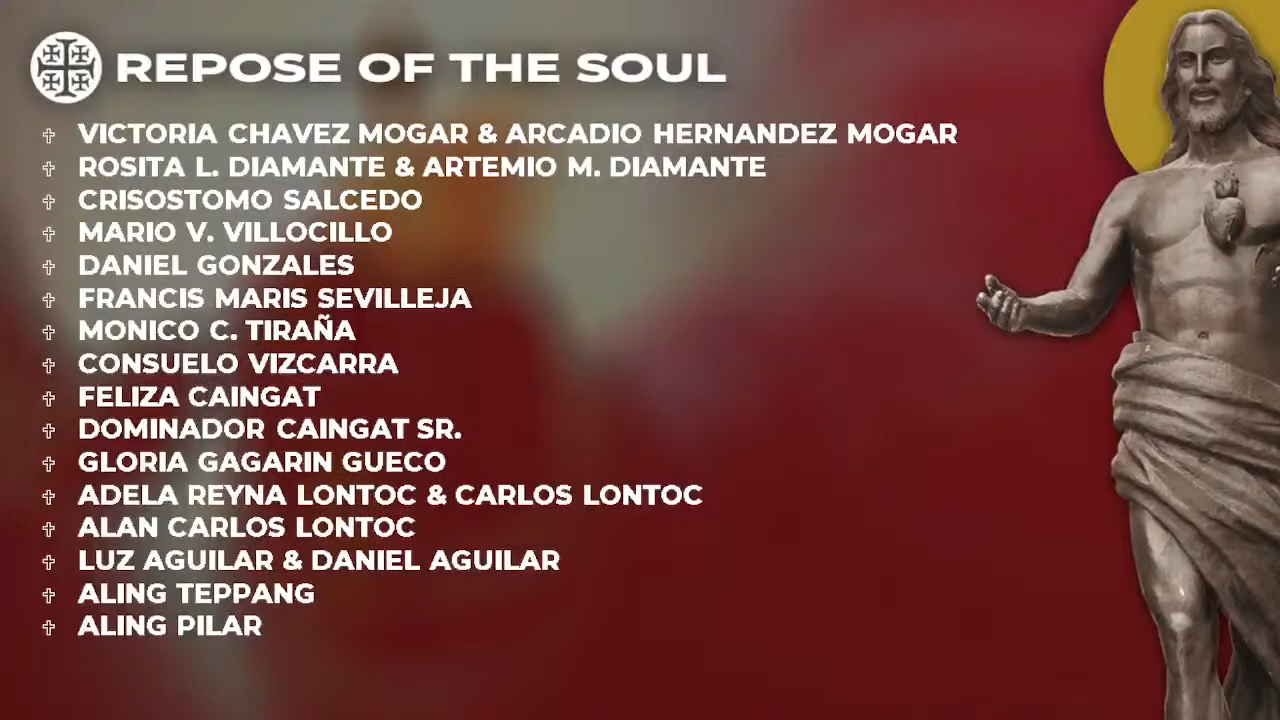 REPOSE OF THE SOUL
VICTORIA CHAVEZ MOGAR & ARCADIO HERNANDEZ MOGAR
ROSITA L. DIAMANTE & ARTEMIO M. DIAMANTE
CRISOSTOMO SALCEDO
MARIO V. VILLOCILLO
DANIEL GONZALES
FRANCIS MARIS SEVILLEJA
MONICO C. TIRAÑA
CONSUELO VIZCARRA
FELIZA CAINGAT
DOMINADOR CAINGAT SR.
GLORIA GAGARIN GUECO
ADELA REYNA LONTOC & CARLOS LONTOC
ALAN CARLOS LONTOC
LUZ AGUILAR & DANIEL AGUILAR
ALING TEPPANG
ALING PILAR